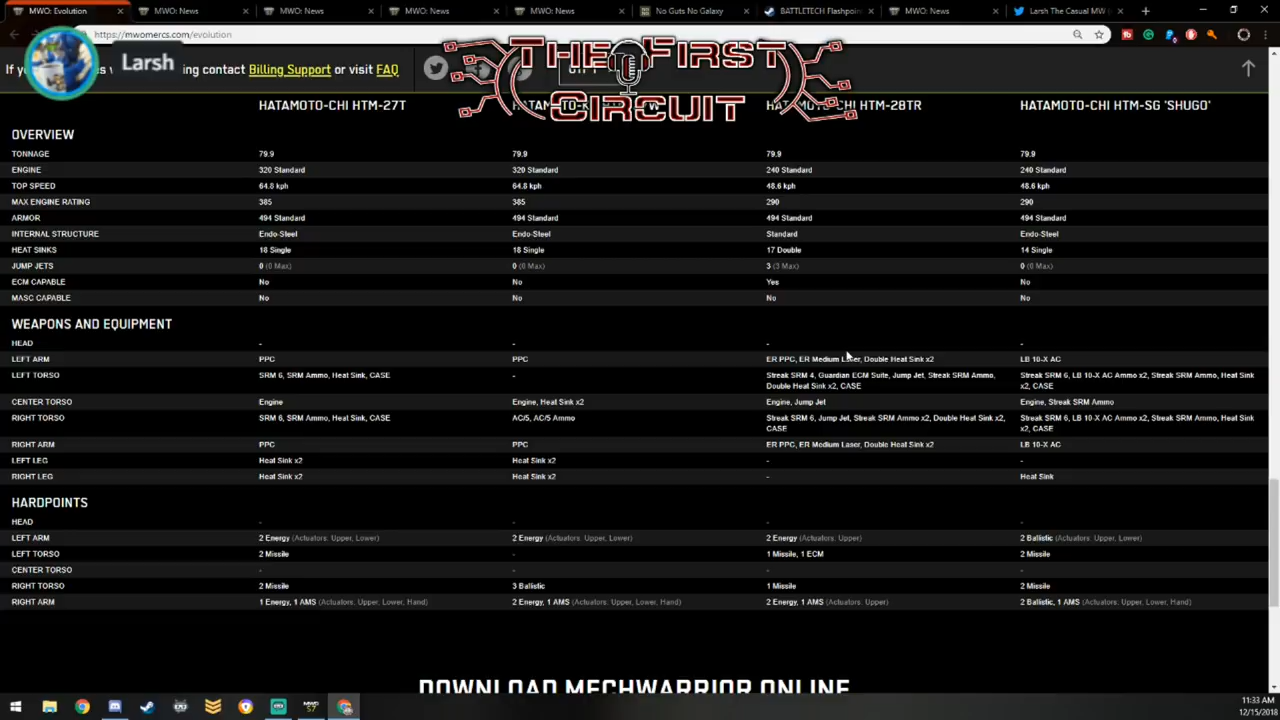 MWO: Evolution
MWO: News
MWO: News
MWO: News
MWO: News
No Guts No Galaxy
BATTLETECH Flashpoin
MWO: News
Larsh The Casual MW
https://mwomercs.com/evolution
Larsh
If you ing contact Billing Support or visit FAQ
THE FIRST CIRCUIT
HATAMOTO-CHI HTM-27T HATAM HATAMOTO-CHI HTM-28TR HATAMOTO-CHI HTM-SG 'SHUGO'
OVERVIEW
TONNAGE 79.9 79.9 79.9 79.9
ENGINE 320 Standard 320 Standard 240 Standard 240 Standard
TOP SPEED 64.8 kph 64.8 kph 48.6 kph 48.6 kph
MAX ENGINE RATING 385 385 290 290
ARMOR 494 Standard 494 Standard 494 Standard 494 Standard
INTERNAL STRUCTURE Endo-Steel Endo-Steel Standard Endo-Steel
HEAT SINKS 18 Single 18 Single 17 Double 14 Single
JUMP JETS 0 (0 Max) 0 (0 Max) 3 (3 Max) 0 (0 Max)
ECM CAPABLE No No Yes No
MASC CAPABLE No No No No
WEAPONS AND EQUIPMENT
HEAD - - - -
LEFT ARM PPC PPC ER PPC, ER Medium Laser, Double Heat Sink x2 LB 10-X AC
LEFT TORSO SRM 6, SRM Ammo, Heat Sink, CASE - Streak SRM 4, Guardian ECM Suite, Jump Jet, Streak SRM Ammo, Streak SRM 6, LB 10-X AC Ammo x2, Streak SRM Ammo, Heat Sink
Double Heat Sink x2, CASE x2, CASE
CENTER TORSO Engine Engine, Heat Sink x2 Engine, Jump Jet Engine, Streak SRM Ammo
RIGHT TORSO SRM 6, SRM Ammo, Heat Sink, CASE AC/5, AC/5 Ammo Streak SRM 6, Jump Jet, Streak SRM Ammo x2, Double Heat Sink x2, Streak SRM 6, LB 10-X AC Ammo x2, Streak SRM Ammo, Heat Sink
CASE x2, CASE
RIGHT ARM PPC PPC ER PPC, ER Medium Laser, Double Heat Sink x2 LB 10-X AC
LEFT LEG Heat Sink x2 Heat Sink x2 - -
RIGHT LEG Heat Sink x2 Heat Sink x2 - Heat Sink
HARDPOINTS
HEAD - - - -
LEFT ARM 2 Energy (Actuators: Upper, Lower) 2 Energy (Actuators: Upper, Lower) 2 Energy (Actuators: Upper) 2 Ballistic (Actuators: Upper, Lower)
LEFT TORSO 2 Missile - 1 Missile, 1 ECM 2 Missile
CENTER TORSO - - - -
RIGHT TORSO 2 Missile 3 Ballistic 1 Missile 2 Missile
RIGHT ARM 1 Energy, 1 AMS (Actuators: Upper, Lower, Hand) 2 Energy, 1 AMS (Actuators: Upper, Lower, Hand) 2 Energy, 1 AMS (Actuators: Upper) 2 Ballistic, 1 AMS (Actuators: Upper, Lower, Hand)
DOWNLOAD MECHWARRIOR ONLINE
11:33 AM
12/15/2018